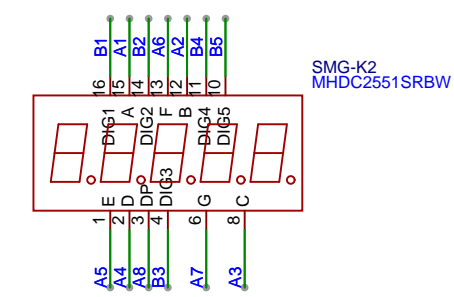 B1 A1 B2 A6 A2 B4 B5
16 15 14 13 12 11 10
SMG-K2
MHDC2551SRBW
DIG1 A DIG2 F B DIG4 DIG5
E D DP DIG3 G C
1 2 3 4 6 8
A5 A4 A8 B3 A7 A3